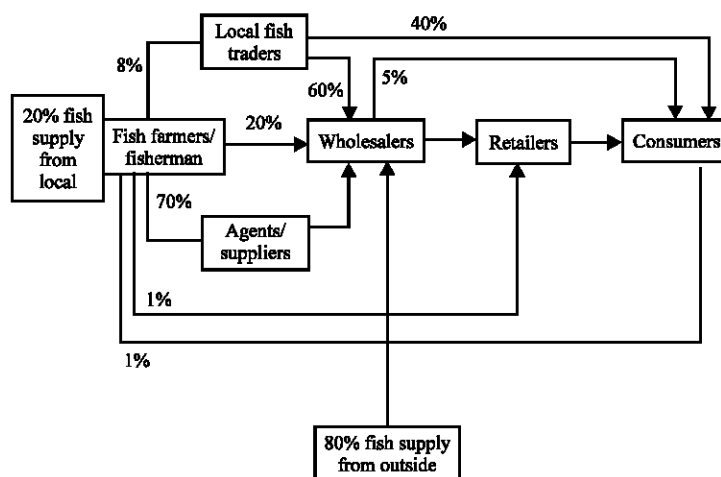 Local fish
traders
40%
8%
60%
5%
20% fish
supply
from
local
Fish farmers/
fisherman
20%
Wholesalers
Retailers
Consumers
70%
Agents/
suppliers
1%
1%
80% fish supply
from outside